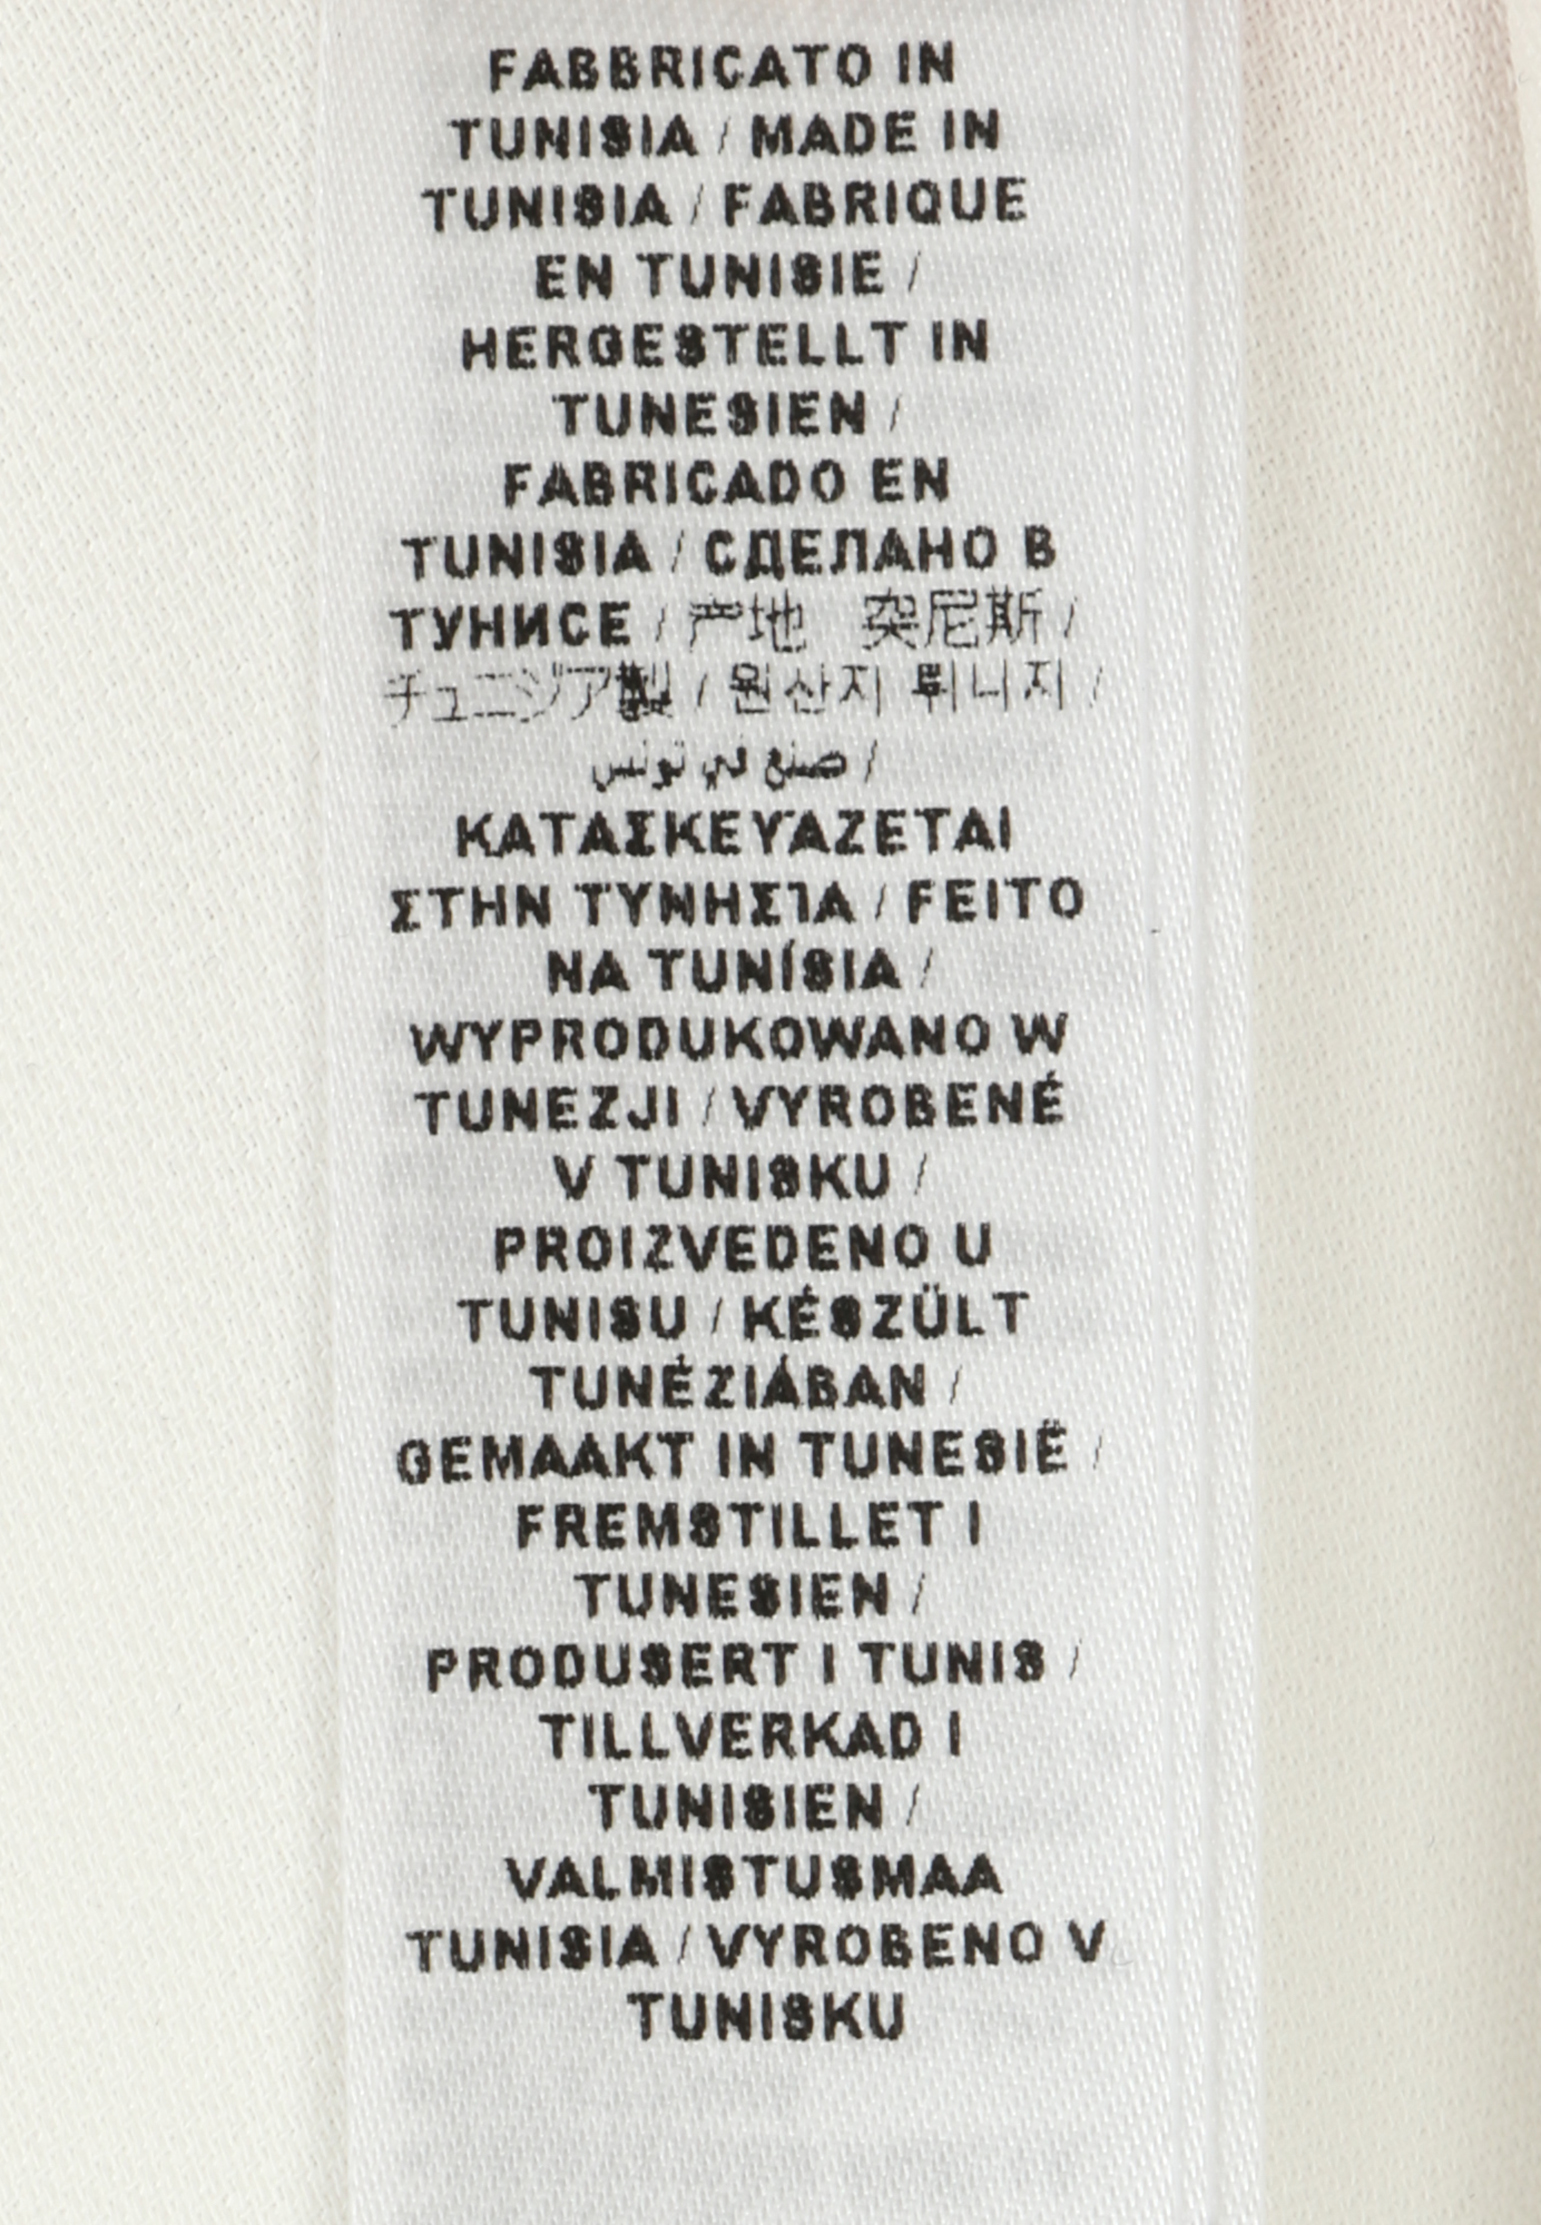 FABBRICATO IN
TUNISIA / MADE IN
TUNISIA / FABRIQUE
EN TUNISIE /
HERGESTELLT IN
TUNESIEN /
FABRICADO EN
TUNISIA / СДЕЛАНО В
ТУНИСЕ / 产地 突尼斯 /
チュニジア製 / 원산지 튀니지 /
صنع في تونس /
ΚΑΤΑΣΚΕΥΆΖΕΤΑΙ
ΣΤΗΝ ΤΥΝΗΣΊΑ / FEITO
NA TUNÍSIA /
WYPRODUKOWANO W
TUNEZJI / VYROBENÉ
V TUNISKU /
PROIZVEDENO U
TUNISU / KÉSZÜLT
TUNÉZIÁBAN /
GEMAAKT IN TUNESIË /
FREMSTILLET I
TUNESIEN /
PRODUSERT I TUNIS /
TILLVERKAD I
TUNISIEN /
VALMISTUSMAA
TUNISIA / VYROBENO V
TUNISKU